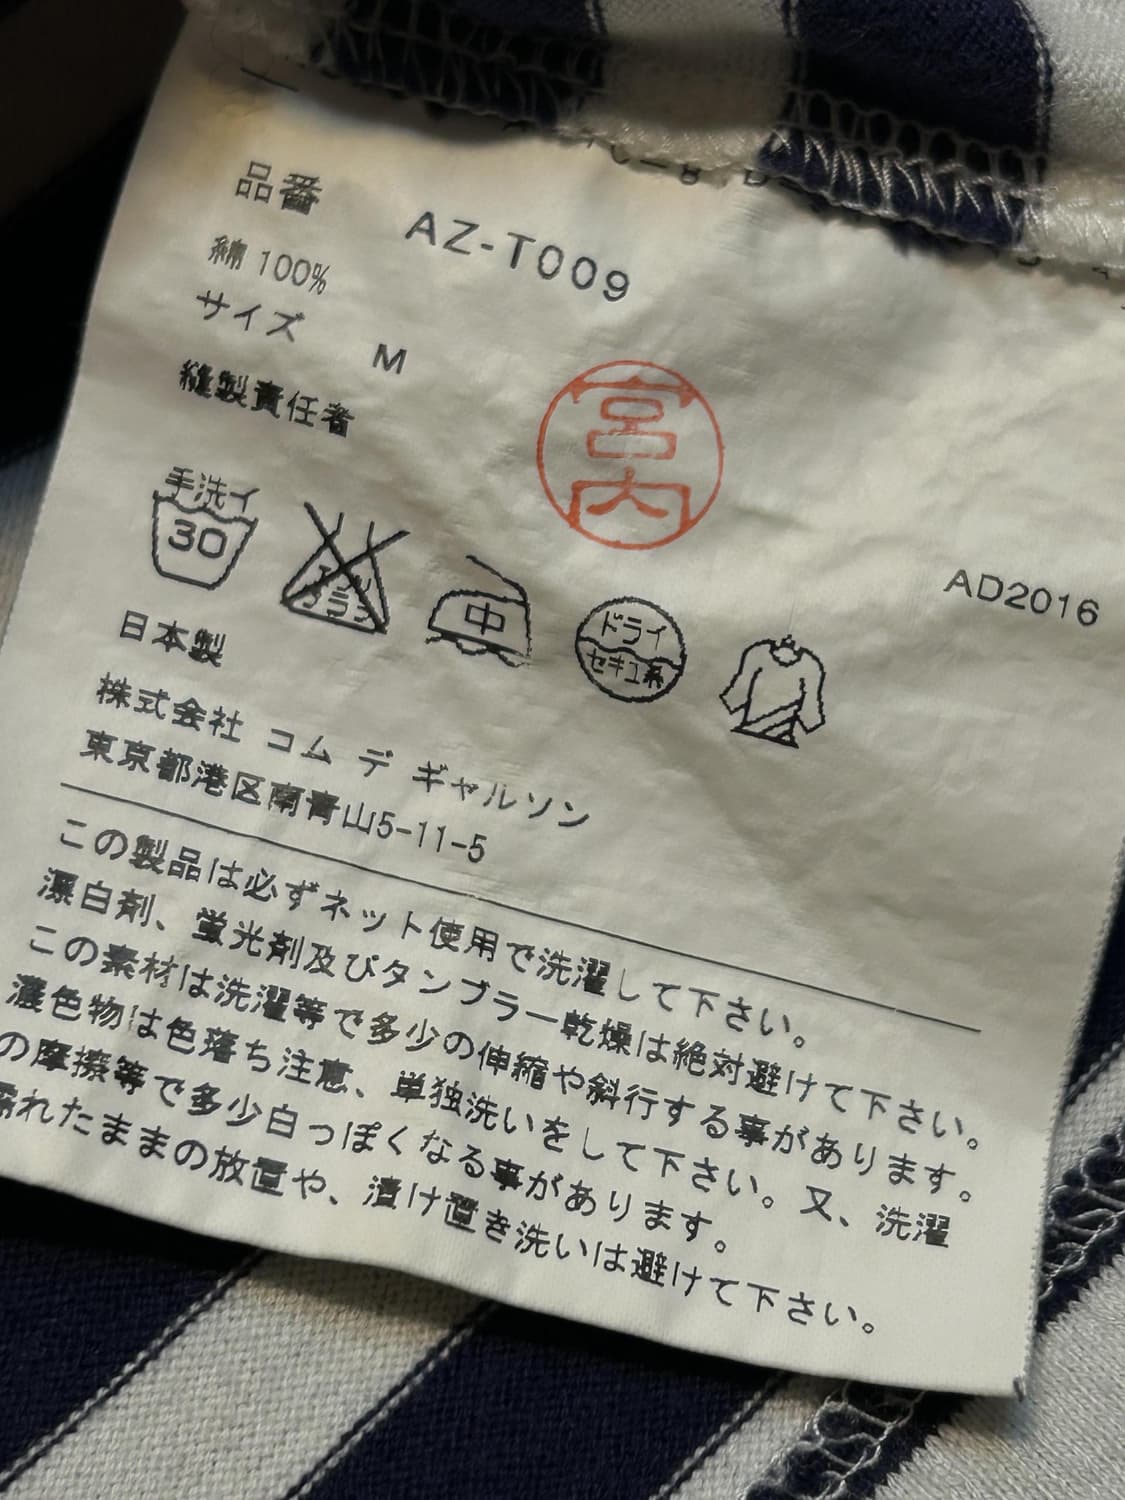 品番 AZ-T009
綿 100%
サイズ M
縫製責任者
宮内
手洗イ
30
エンソ
サラシ
中
ドライ
セキユ系
AD2016
日本製
株式会社 コム デ ギャルソン
東京都港区南青山5-11-5
この製品は必ずネット使用で洗濯して下さい。
漂白剤、蛍光剤及びタンブラー乾燥は絶対避けて下さい。
この素材は洗濯等で多少の伸縮や斜行する事があります。
濃色物は色落ち注意、単独洗いをして下さい。又、洗濯
の摩擦等で多少白っぽくなる事があります。
濡れたままの放置や、漬け置き洗いは避けて下さい。